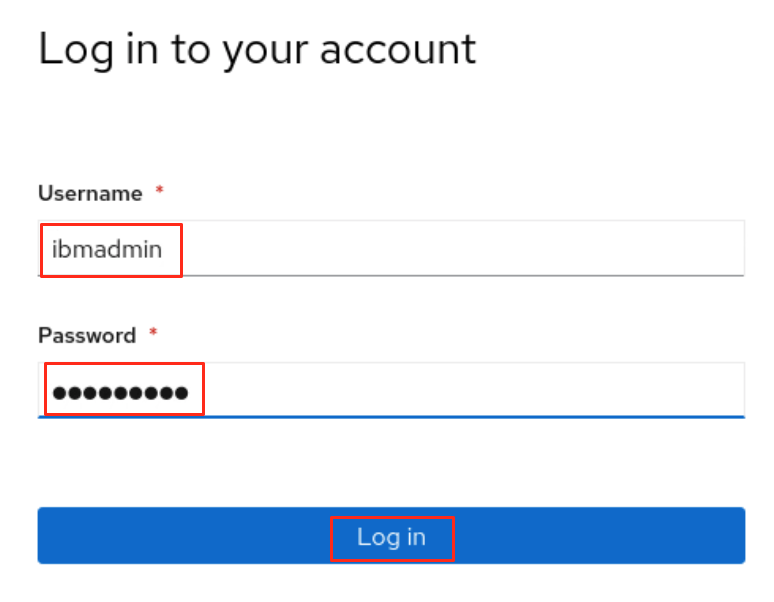 Log in to your account
Username *
ibmadmin
Password *
●●●●●●●●●
Log in